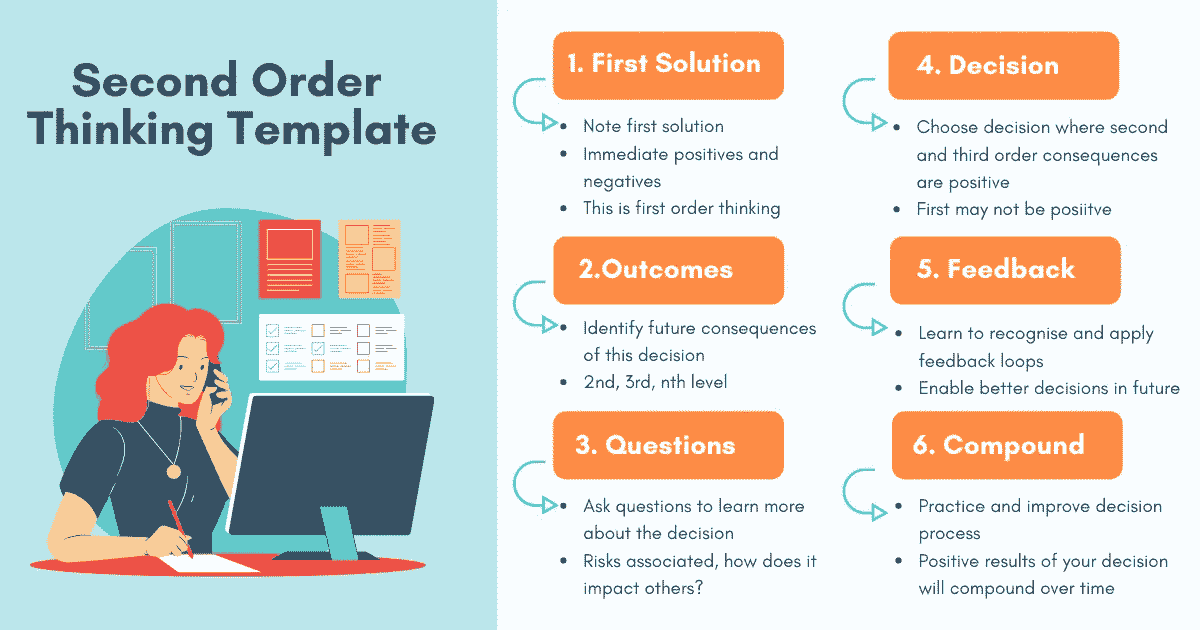 Second Order
Thinking Template
1. First Solution
• Note first solution
• Immediate positives and
negatives
• This is first order thinking
2.Outcomes
• Identify future consequences
of this decision
• 2nd, 3rd, nth level
3. Questions
• Ask questions to learn more
about the decision
• Risks associated, how does it
impact others?
4. Decision
• Choose decision where second
and third order consequences
are positive
• First may not be posiitve
5. Feedback
• Learn to recognise and apply
feedback loops
• Enable better decisions in future
6. Compound
• Practice and improve decision
process
• Positive results of your decision
will compound over time